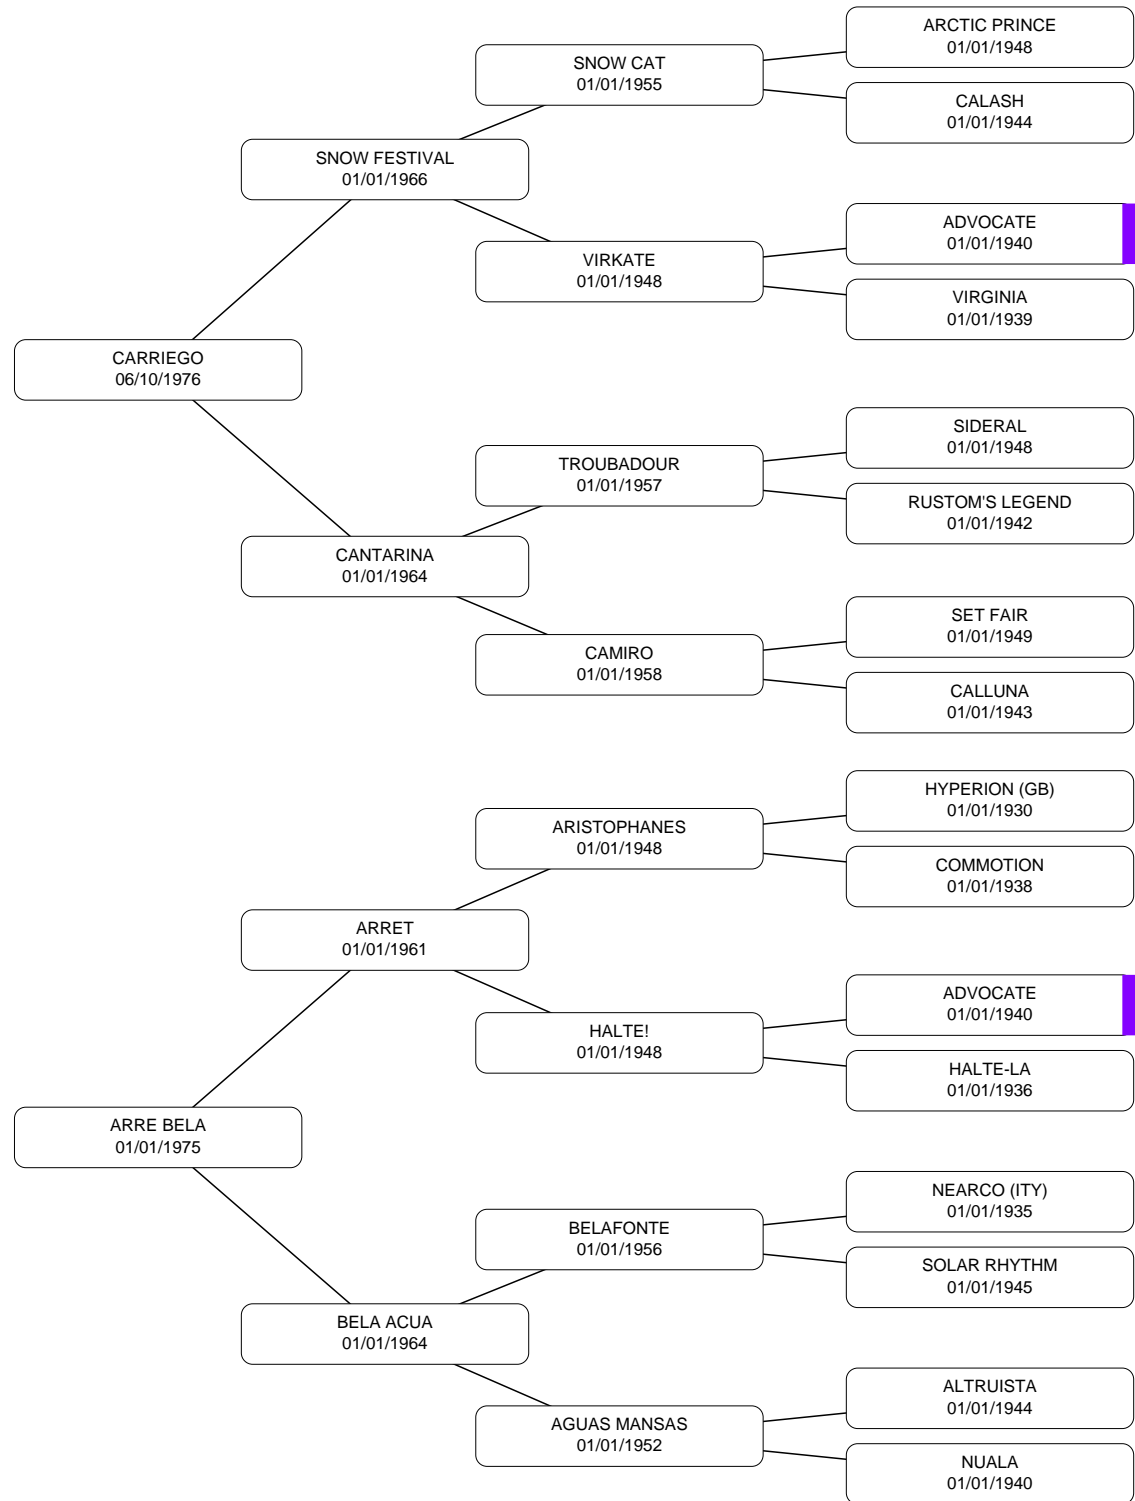 ARCTIC PRINCE
01/01/1948
SNOW CAT
01/01/1955
CALASH
01/01/1944
SNOW FESTIVAL
01/01/1966
ADVOCATE
01/01/1940
VIRKATE
01/01/1948
VIRGINIA
01/01/1939
CARRIEGO
06/10/1976
SIDERAL
01/01/1948
TROUBADOUR
01/01/1957
RUSTOM'S LEGEND
01/01/1942
CANTARINA
01/01/1964
SET FAIR
01/01/1949
CAMIRO
01/01/1958
CALLUNA
01/01/1943
HYPERION (GB)
01/01/1930
ARISTOPHANES
01/01/1948
COMMOTION
01/01/1938
ARRET
01/01/1961
ADVOCATE
01/01/1940
HALTE!
01/01/1948
HALTE-LA
01/01/1936
ARRE BELA
01/01/1975
NEARCO (ITY)
01/01/1935
BELAFONTE
01/01/1956
SOLAR RHYTHM
01/01/1945
BELA ACUA
01/01/1964
ALTRUISTA
01/01/1944
AGUAS MANSAS
01/01/1952
NUALA
01/01/1940